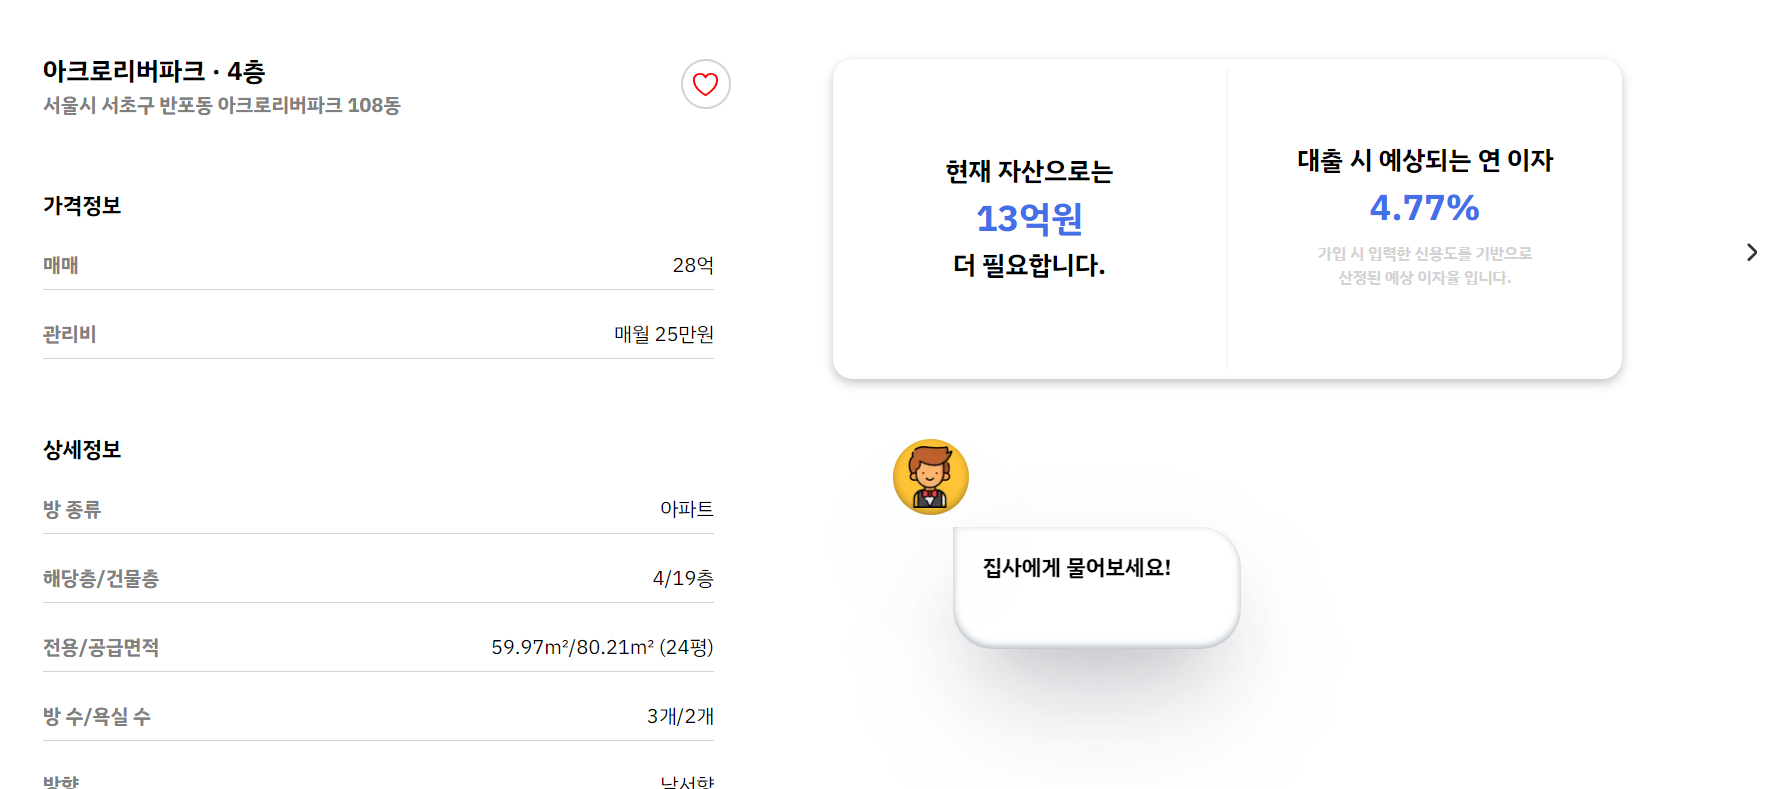 아크로리버파크 · 4층
서울시 서초구 반포동 아크로리버파크 108동
가격정보
매매 28억
관리비 매월 25만원
상세정보
방 종류 아파트
해당층/건물층 4/19층
전용/공급면적 59.97m²/80.21m² (24평)
방 수/욕실 수 3개/2개
방향 남서향
현재 자산으로는
13억원
더 필요합니다.
대출 시 예상되는 연 이자
4.77%
가입 시 입력한 신용도를 기반으로
산정된 예상 이자율 입니다.
집사에게 물어보세요!